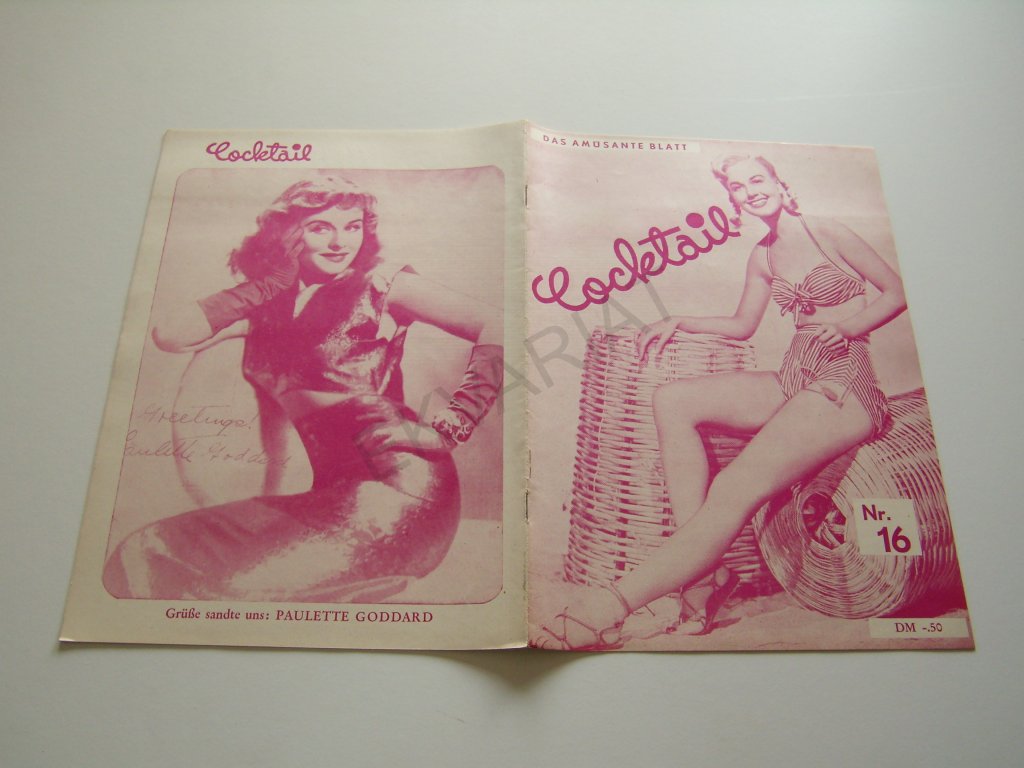 Cocktail
Greetings!
Paulette Goddard
Grüße sandte uns: PAULETTE GODDARD
DAS AMÜSANTE BLATT
Cocktail
Nr.
16
DM -.50